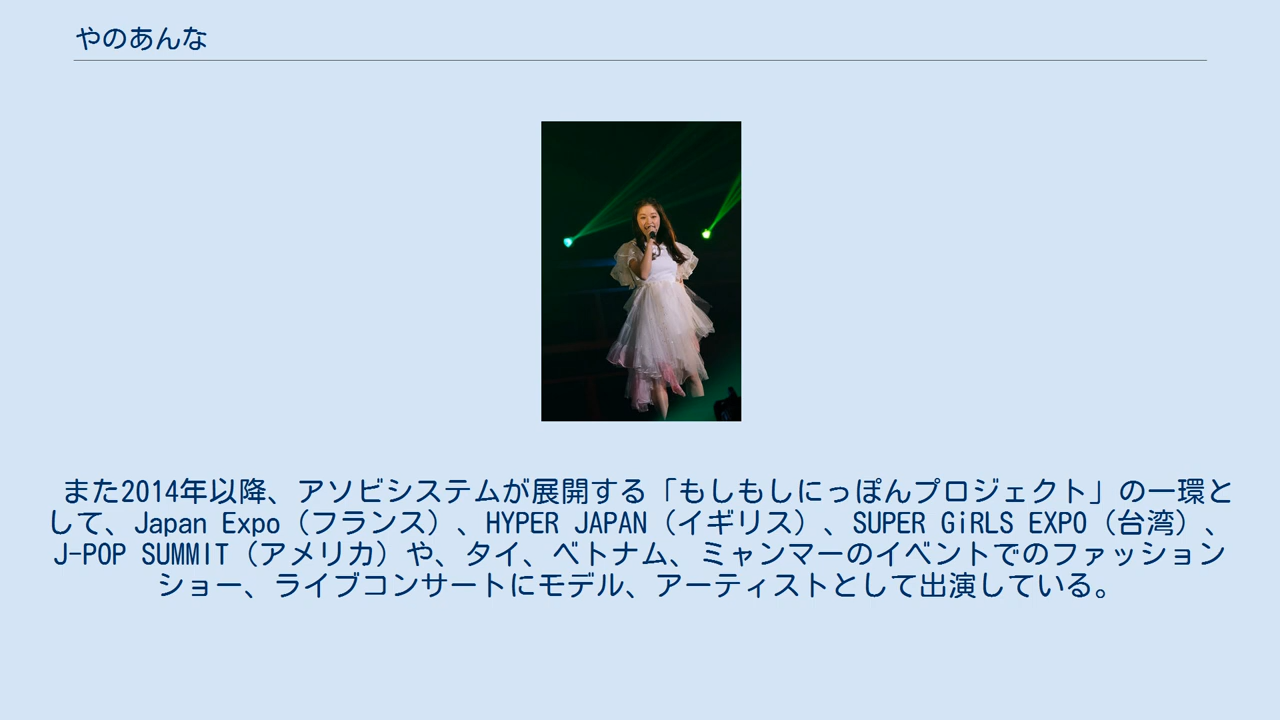 やのあんな
また2014年以降、アソビシステムが展開する「もしもしにっぽんプロジェクト」の一環と
して、Japan Expo（フランス）、HYPER JAPAN（イギリス）、SUPER GiRLS EXPO（台湾）、
J-POP SUMMIT（アメリカ）や、タイ、ベトナム、ミャンマーのイベントでのファッション
ショー、ライブコンサートにモデル、アーティストとして出演している。